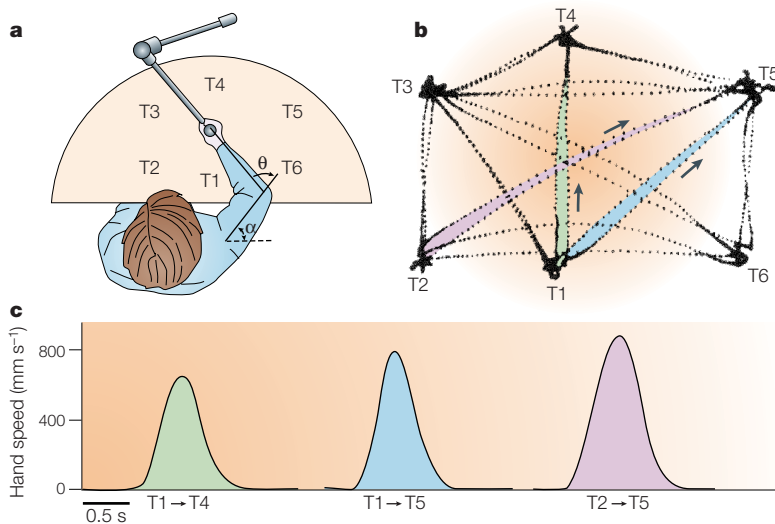 a
T4
T3
T5
T2
T1
T6
θ
α
b
T4
T3
T5
T2
T1
T6
c
Hand speed (mm s⁻¹)
800
400
0
0.5 s
T1→T4
T1→T5
T2→T5